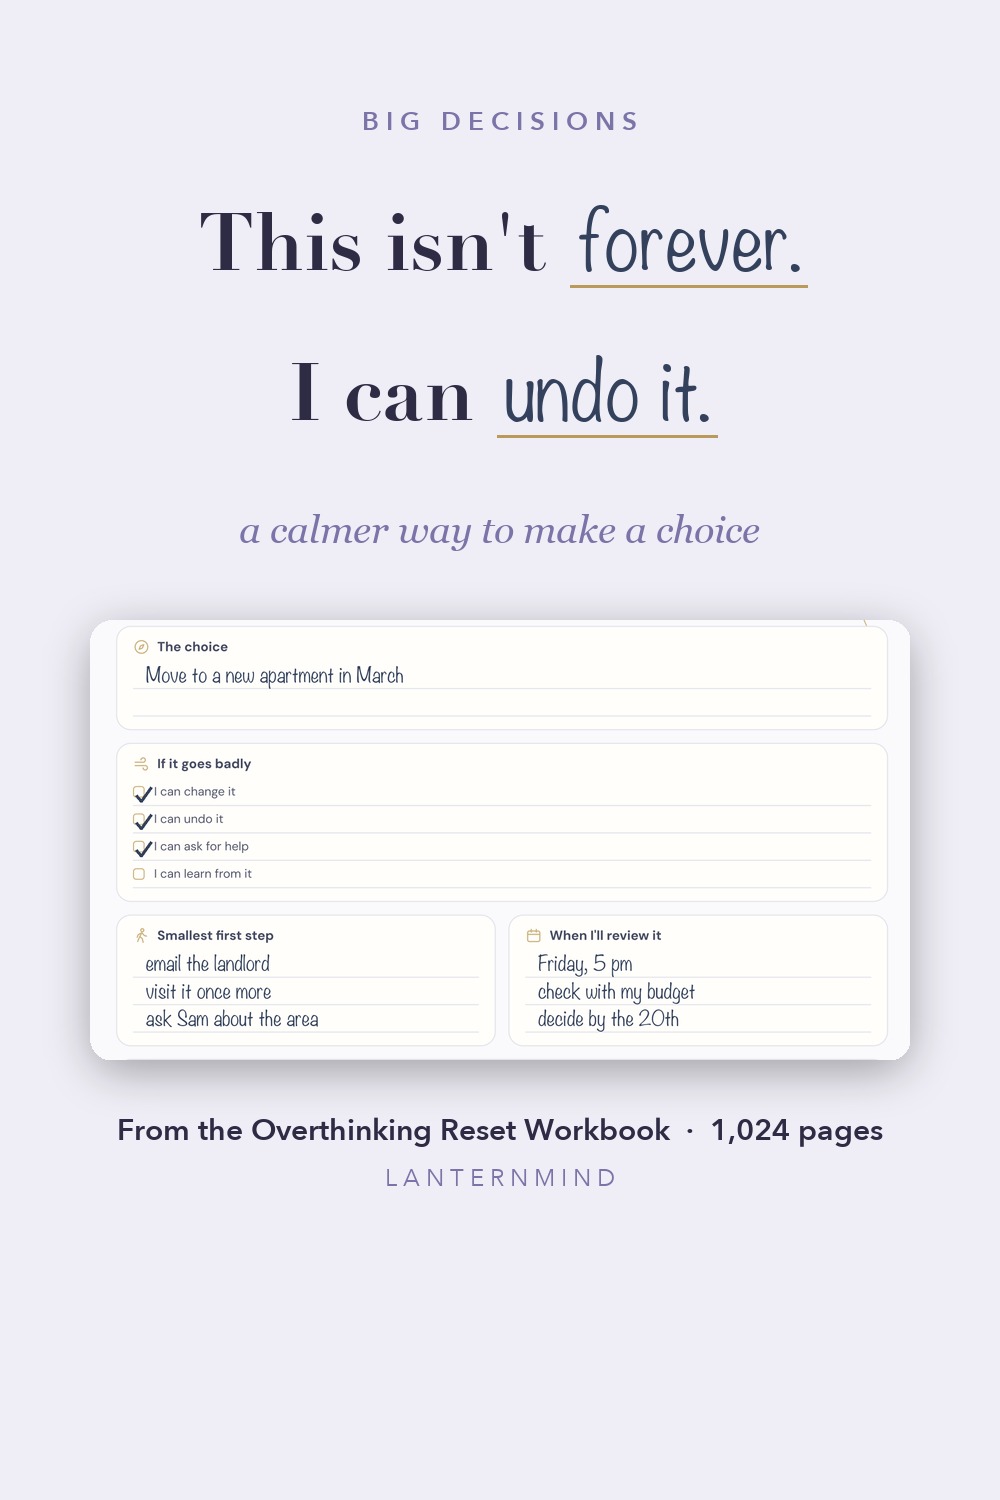 BIG DECISIONS
This isn't forever.
I can undo it.
a calmer way to make a choice
The choice
Move to a new apartment in March
If it goes badly
I can change it
I can undo it
I can ask for help
I can learn from it
Smallest first step
email the landlord
visit it once more
ask Sam about the area
When I'll review it
Friday, 5 pm
check with my budget
decide by the 20th
From the Overthinking Reset Workbook · 1,024 pages
LANTERNMIND